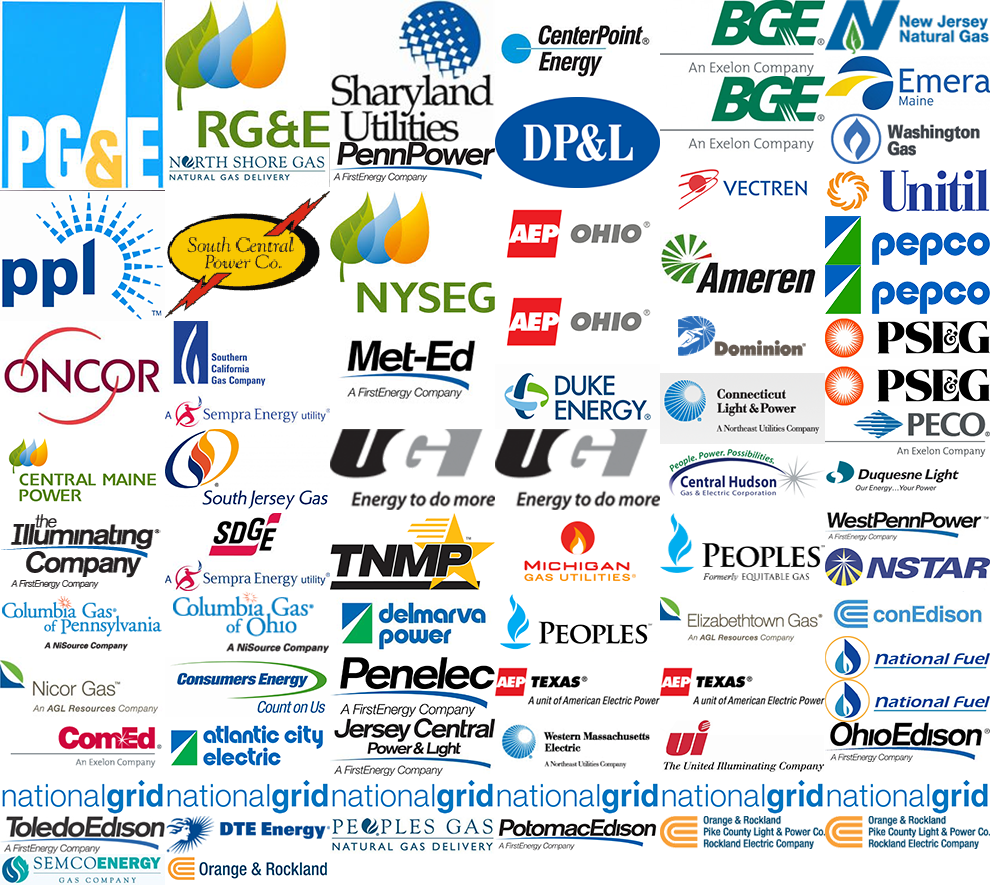 PG&E
RG&E
NORTH SHORE GAS
NATURAL GAS DELIVERY
Sharyland
Utilities
PennPower
A FirstEnergy Company
CenterPoint®
Energy
DP&L
BGE®
An Exelon Company
BGE®
An Exelon Company
VECTREN
New Jersey
Natural Gas
Emera
Maine
Washington
Gas
Unitil
ppl
TM
South Central
Power Co.
NYSEG
AEP OHIO®
AEP OHIO®
Ameren
pepco
pepco
ONCOR
Southern
California
Gas Company
A Sempra Energy utility®
Met-Ed
A FirstEnergy Company
DUKE
ENERGY®
Dominion®
Connecticut
Light & Power
A Northeast Utilities Company
PSE&G
PSE&G
PECO®
An Exelon Company
CENTRAL MAINE
POWER
South Jersey Gas
UGI
Energy to do more
UGI
Energy to do more
People. Power. Possibilities.
Central Hudson
Gas & Electric Corporation
Duquesne Light
Our Energy...Your Power
the
Illuminating®
Company
A FirstEnergy Company
SDGE
A Sempra Energy utility®
TNMP™
MICHIGAN
GAS UTILITIES®
PEOPLES™
Formerly EQUITABLE GAS
WestPennPower™
A FirstEnergy Company
NSTAR
Columbia Gas®
of Pennsylvania
A NiSource Company
Columbia Gas®
of Ohio
A NiSource Company
delmarva
power
PEOPLES™
Elizabethtown Gas®
An AGL Resources Company
conEdison
Nicor Gas™
An AGL Resources Company
Consumers Energy
Count on Us
Penelec
A FirstEnergy Company
AEP TEXAS®
A unit of American Electric Power
AEP TEXAS®
A unit of American Electric Power
National Fuel
National Fuel
ComEd®
An Exelon Company
atlantic city
electric
Jersey Central
Power & Light
A FirstEnergy Company
Western Massachusetts
Electric
A Northeast Utilities Company
ui
The United Illuminating Company
OhioEdison®
A FirstEnergy Company
nationalgrid
nationalgrid
nationalgrid
nationalgrid
nationalgrid
nationalgrid
ToledoEdison
A FirstEnergy Company
DTE Energy®
PEOPLES GAS
NATURAL GAS DELIVERY
PotomacEdison
A FirstEnergy Company
Orange & Rockland
Pike County Light & Power Co.
Rockland Electric Company
Orange & Rockland
Pike County Light & Power Co.
Rockland Electric Company
SEMCOENERGY
GAS COMPANY
Orange & Rockland